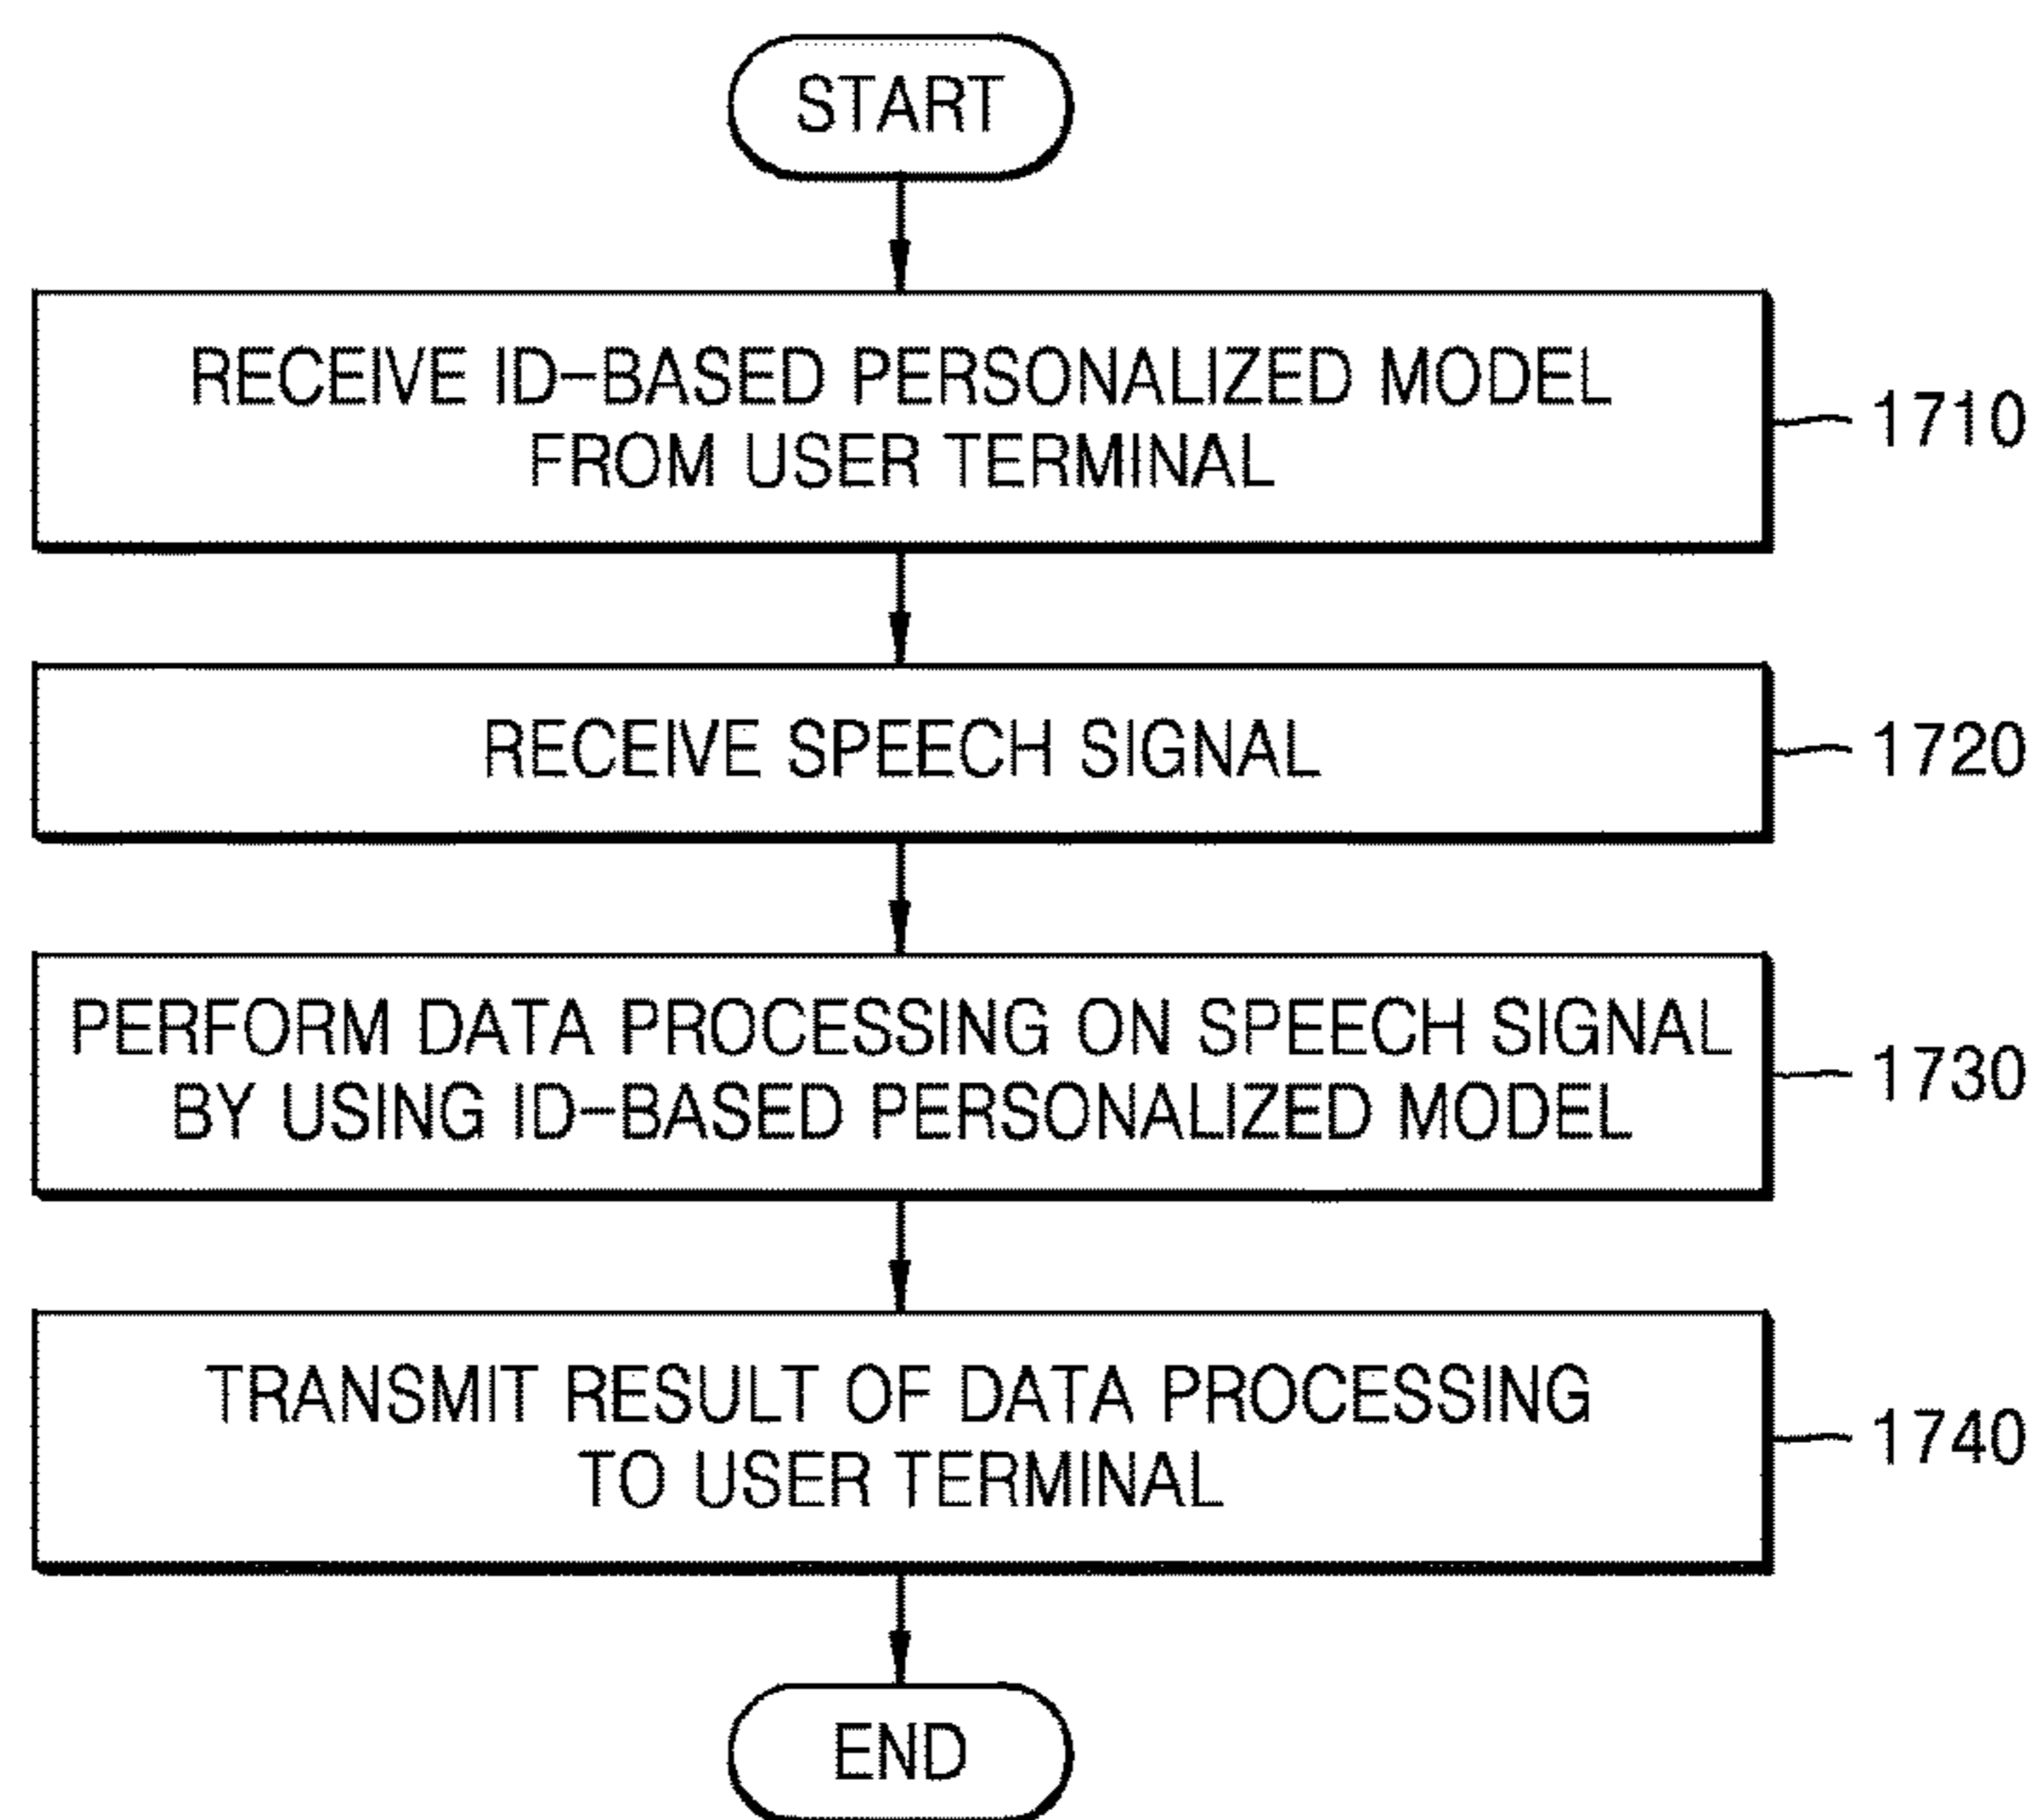 START
RECEIVE ID-BASED PERSONALIZED MODEL
FROM USER TERMINAL
1710
RECEIVE SPEECH SIGNAL
1720
PERFORM DATA PROCESSING ON SPEECH SIGNAL
BY USING ID-BASED PERSONALIZED MODEL
1730
TRANSMIT RESULT OF DATA PROCESSING
TO USER TERMINAL
1740
END